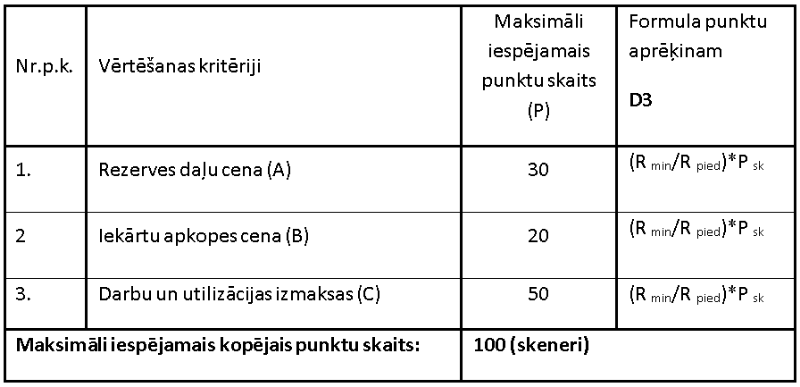 Nr.p.k. Vērtēšanas kritēriji
Maksimāli
iespējamais
punktu skaits
(P)
Formula punktu
aprēķinam
D3
1. Rezerves daļu cena (A) 30 (R min/R pied)*P sk
2 Iekārtu apkopes cena (B) 20 (R min/R pied)*P sk
3. Darbu un utilizācijas izmaksas (C) 50 (R min/R pied)*P sk
Maksimāli iespējamais kopējais punktu skaits: 100 (skeneri)